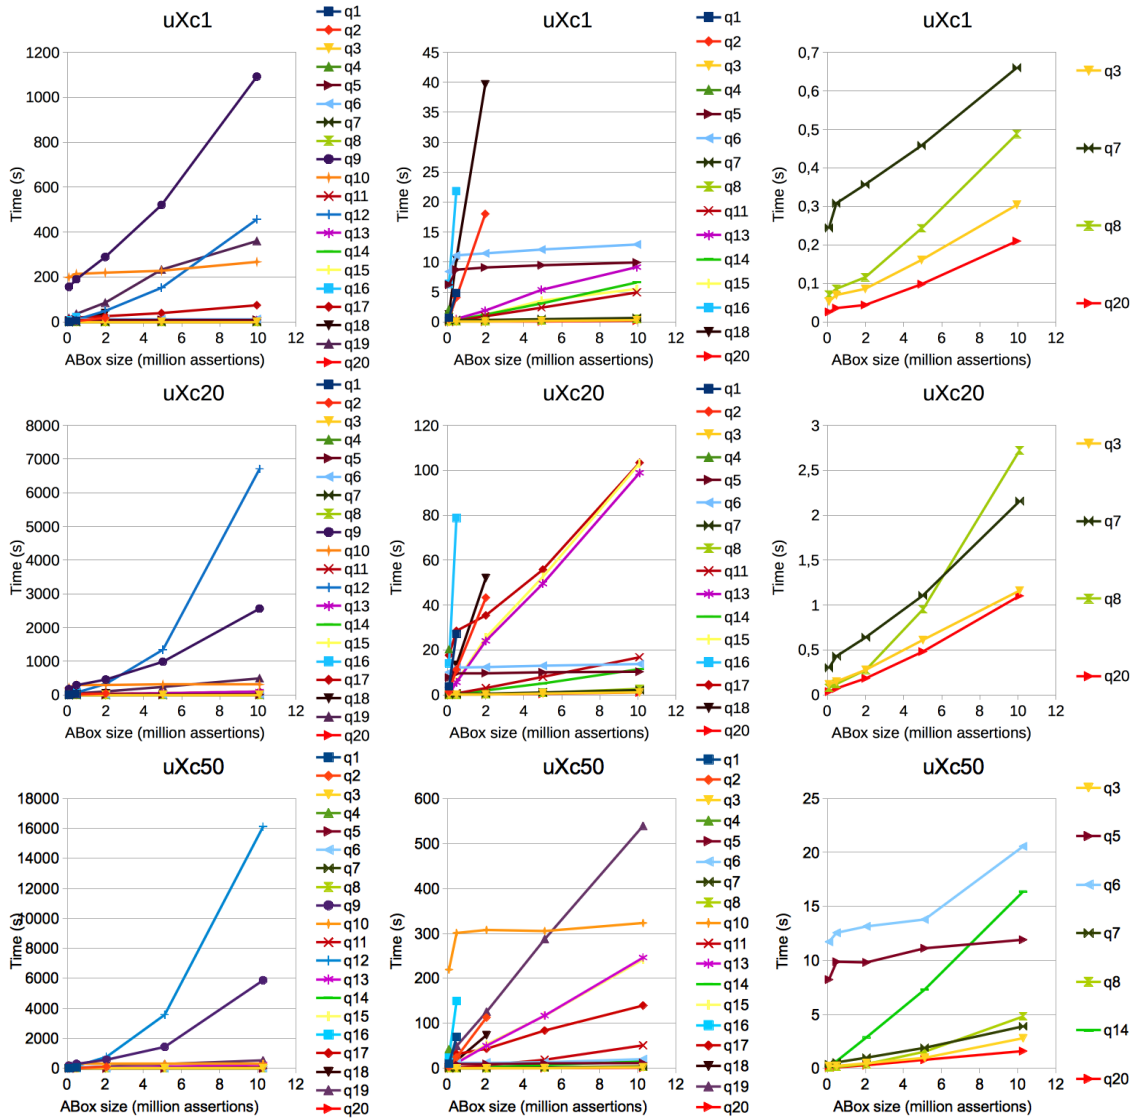 uXc1
1200
1000
800
600
400
200
0
0 2 4 6 8 10 12
Time (s)
ABox size (million assertions)
q1
q2
q3
q4
q5
q6
q7
q8
q9
q10
q11
q12
q13
q14
q15
q16
q17
q18
q19
q20
uXc1
45
40
35
30
25
20
15
10
5
0
0 2 4 6 8 10 12
Time (s)
ABox size (million assertions)
q1
q2
q3
q4
q5
q6
q7
q8
q11
q13
q14
q15
q16
q18
q20
uXc1
0,7
0,6
0,5
0,4
0,3
0,2
0,1
0
0 2 4 6 8 10 12
Time (s)
ABox size (million assertions)
q3
q7
q8
q20
uXc20
8000
7000
6000
5000
4000
3000
2000
1000
0
0 2 4 6 8 10 12
Time (s)
ABox size (million assertions)
q1
q2
q3
q4
q5
q6
q7
q8
q9
q10
q11
q12
q13
q14
q15
q16
q17
q18
q19
q20
uXc20
120
100
80
60
40
20
0
0 2 4 6 8 10 12
Time (s)
ABox size (million assertions)
q1
q2
q3
q4
q5
q6
q7
q8
q11
q13
q14
q15
q16
q17
q18
q20
uXc20
3
2,5
2
1,5
1
0,5
0
0 2 4 6 8 10 12
Time (s)
ABox size (million assertions)
q3
q7
q8
q20
uXc50
18000
16000
14000
12000
10000
8000
6000
4000
2000
0
0 2 4 6 8 10 12
Time (s)
ABox size (million assertions)
q1
q2
q3
q4
q5
q6
q7
q8
q9
q10
q11
q12
q13
q14
q15
q16
q17
q18
q19
q20
uXc50
600
500
400
300
200
100
0
0 2 4 6 8 10 12
Time (s)
ABox size (million assertions)
q1
q2
q3
q4
q5
q6
q7
q8
q10
q11
q13
q14
q15
q16
q17
q18
q19
q20
uXc50
25
20
15
10
5
0
0 2 4 6 8 10 12
Time (s)
ABox size (million assertions)
q3
q5
q6
q7
q8
q14
q20